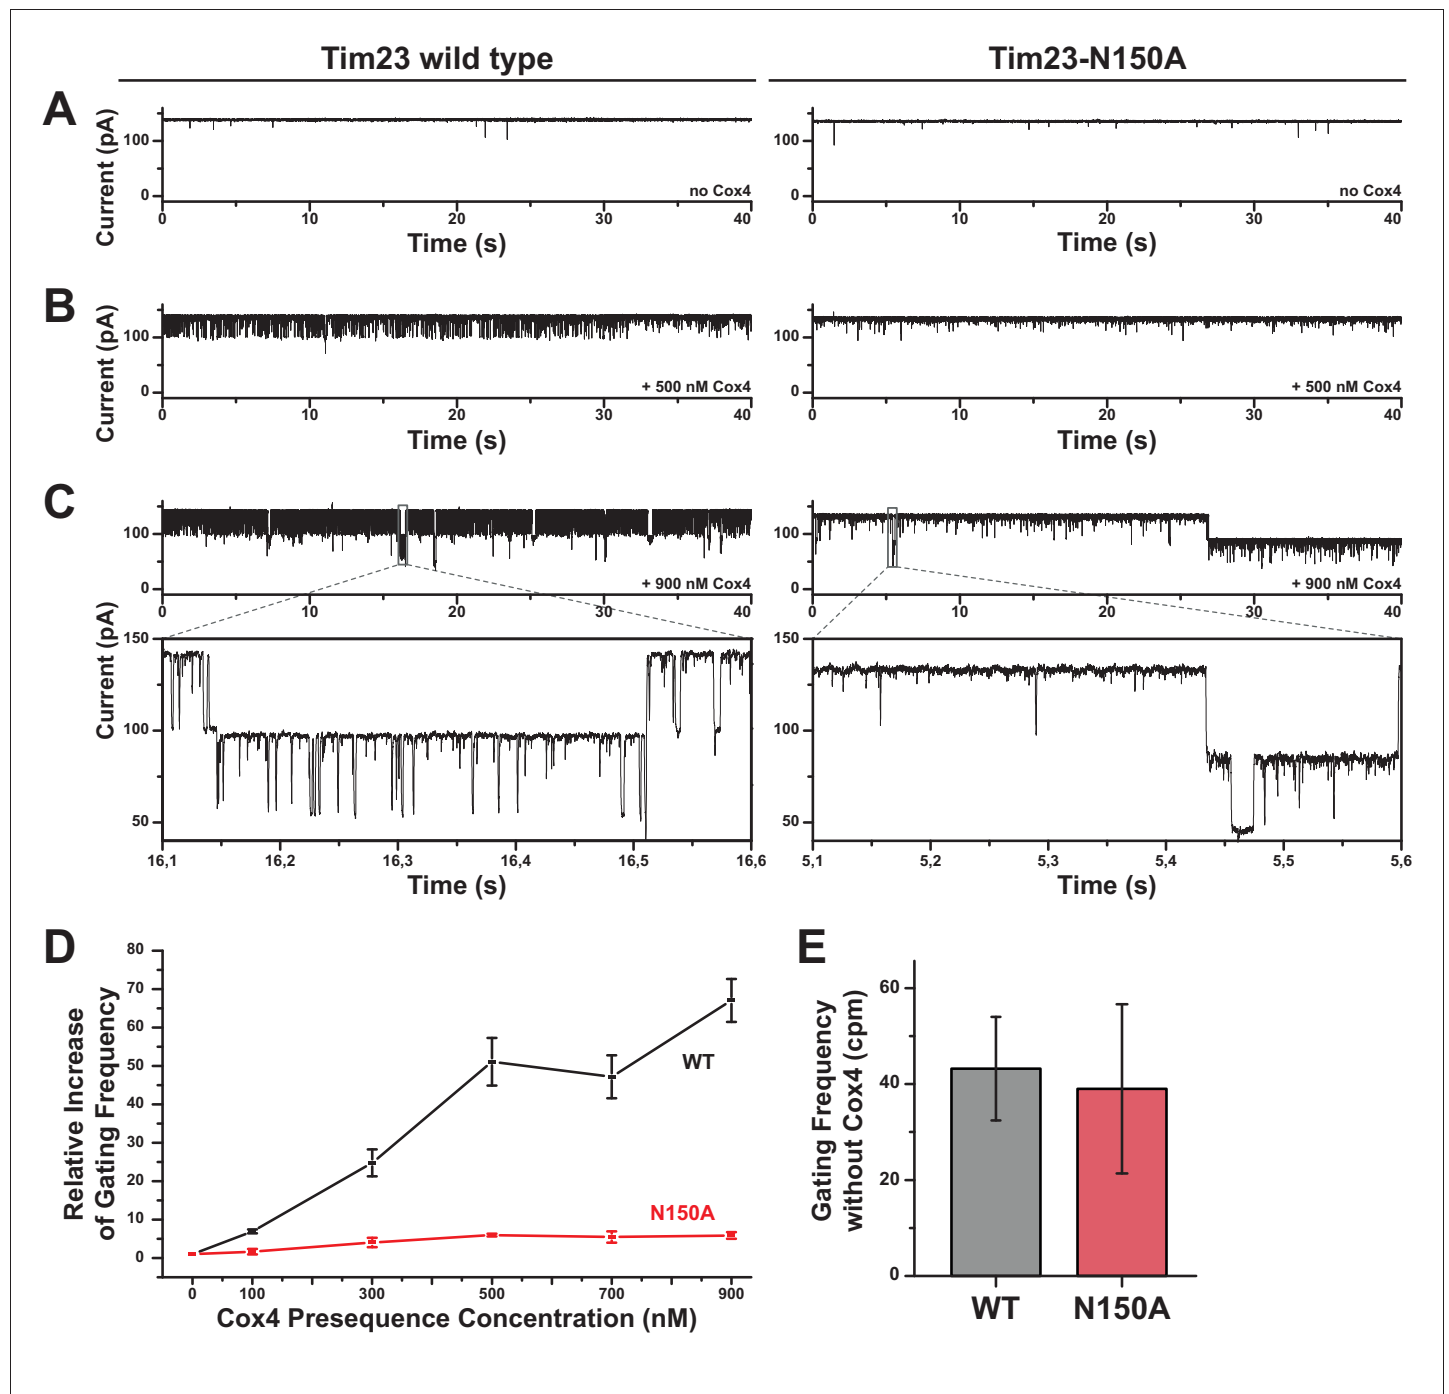 Tim23 wild type
Tim23-N150A
A
Current (pA)
100
0
no Cox4
0 10 20 30 40
Time (s)
no Cox4
100
0
0 10 20 30 40
Time (s)
B
Current (pA)
100
0
+ 500 nM Cox4
0 10 20 30 40
Time (s)
100
0
+ 500 nM Cox4
0 10 20 30 40
Time (s)
C
100
0
+ 900 nM Cox4
0 10 20 30 40
100
0
+ 900 nM Cox4
0 10 20 30 40
Current (pA)
150
100
50
16,1 16,2 16,3 16,4 16,5 16,6
Time (s)
150
100
50
5,1 5,2 5,3 5,4 5,5 5,6
Time (s)
D
Relative Increase
of Gating Frequency
80
70
60
50
40
30
20
10
0
WT
N150A
0 100 300 500 700 900
Cox4 Presequence Concentration (nM)
E
Gating Frequency
without Cox4 (cpm)
60
40
20
0
WT N150A